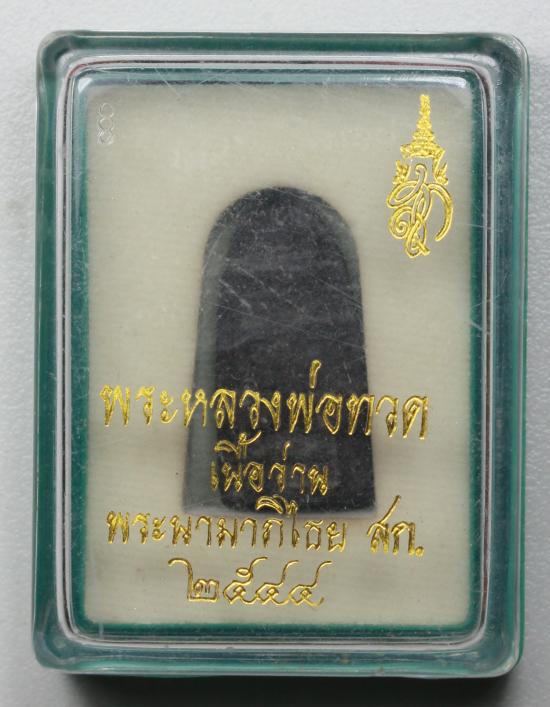 พระหลวงพ่อทวด
เนื้อว่าน
พระนามาภิไธย สก.
๒๕๔๔